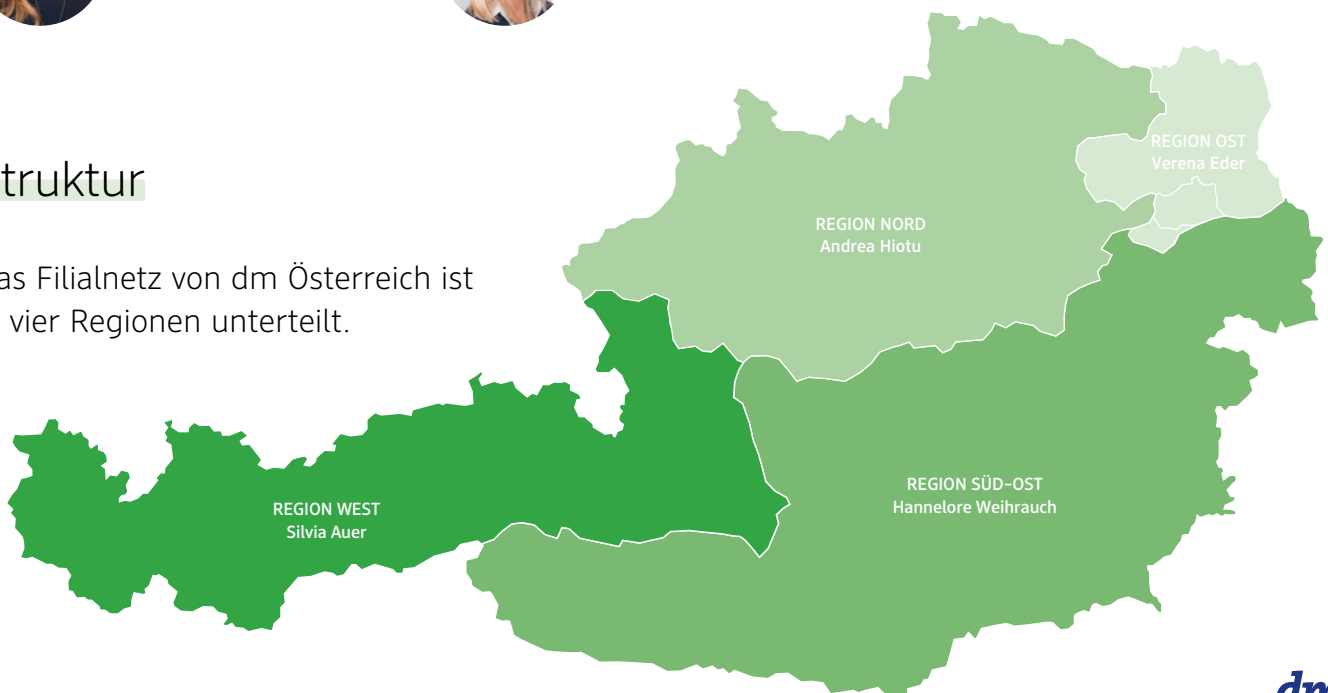 truktur
as Filialnetz von dm Österreich ist
vier Regionen unterteilt.
REGION OST
Verena Eder
REGION NORD
Andrea Hiotu
REGION SÜD-OST
Hannelore Weihrauch
REGION WEST
Silvia Auer
dm